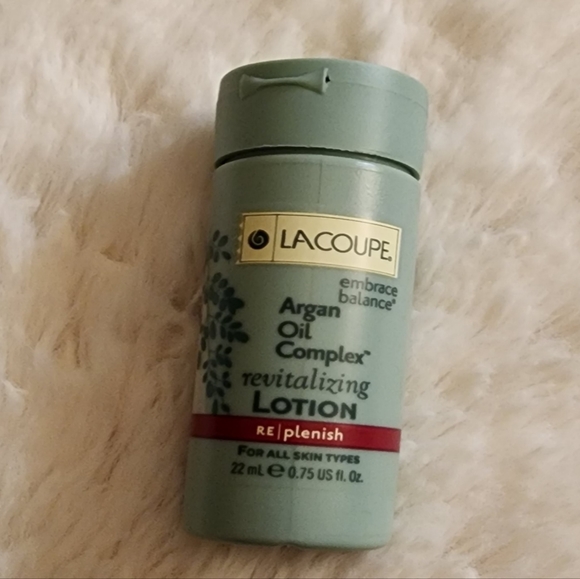 LACOUPE®
embrace
balance®
Argan
Oil
Complex™
revitalizing
LOTION
RE|plenish
FOR ALL SKIN TYPES
22 mL ℮ 0.75 US fl. Oz.